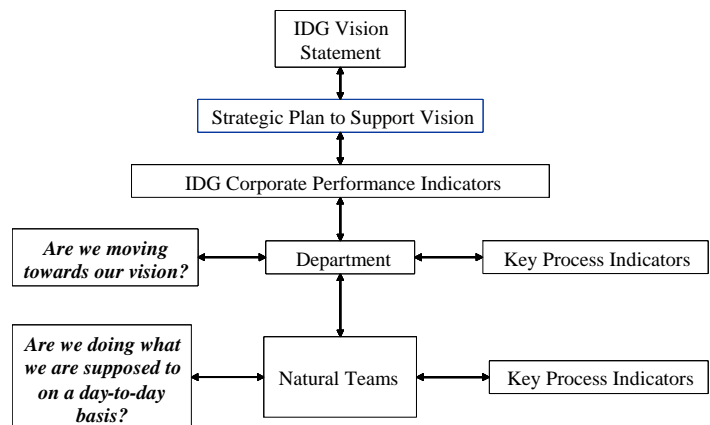 IDG Vision
Statement
Strategic Plan to Support Vision
IDG Corporate Performance Indicators
Are we moving
towards our vision?
Department
Key Process Indicators
Are we doing what
we are supposed to
on a day-to-day
basis?
Natural Teams
Key Process Indicators